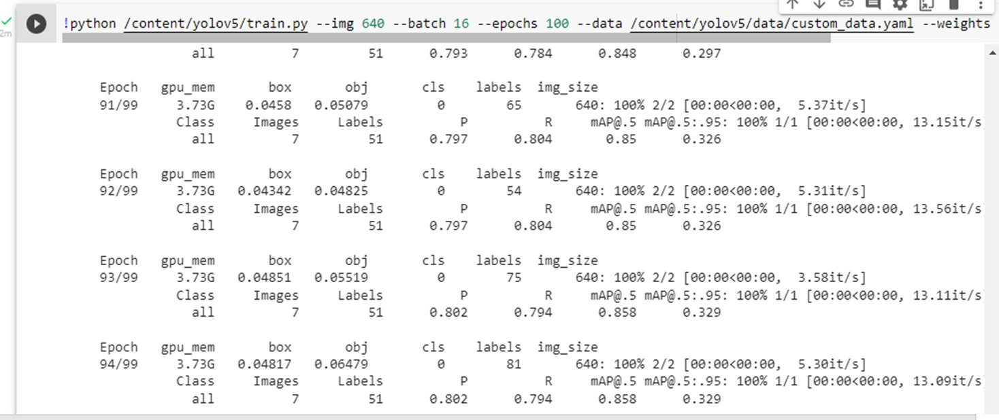 2m
!python /content/yolov5/train.py --img 640 --batch 16 --epochs 100 --data /content/yolov5/data/custom_data.yaml --weights
all 7 51 0.793 0.784 0.848 0.297
Epoch gpu_mem box obj cls labels img_size
91/99 3.73G 0.0458 0.05079 0 65 640: 100% 2/2 [00:00<00:00, 5.37it/s]
Class Images Labels P R mAP@.5 mAP@.5:.95: 100% 1/1 [00:00<00:00, 13.15it/s]
all 7 51 0.797 0.804 0.85 0.326
Epoch gpu_mem box obj cls labels img_size
92/99 3.73G 0.04342 0.04825 0 54 640: 100% 2/2 [00:00<00:00, 5.31it/s]
Class Images Labels P R mAP@.5 mAP@.5:.95: 100% 1/1 [00:00<00:00, 13.56it/s]
all 7 51 0.797 0.804 0.85 0.326
Epoch gpu_mem box obj cls labels img_size
93/99 3.73G 0.04851 0.05519 0 75 640: 100% 2/2 [00:00<00:00, 3.58it/s]
Class Images Labels P R mAP@.5 mAP@.5:.95: 100% 1/1 [00:00<00:00, 13.11it/s
all 7 51 0.802 0.794 0.858 0.329
Epoch gpu_mem box obj cls labels img_size
94/99 3.73G 0.04817 0.06479 0 81 640: 100% 2/2 [00:00<00:00, 5.30it/s]
Class Images Labels P R mAP@.5 mAP@.5:.95: 100% 1/1 [00:00<00:00, 13.09it/s
all 7 51 0.802 0.794 0.858 0.329